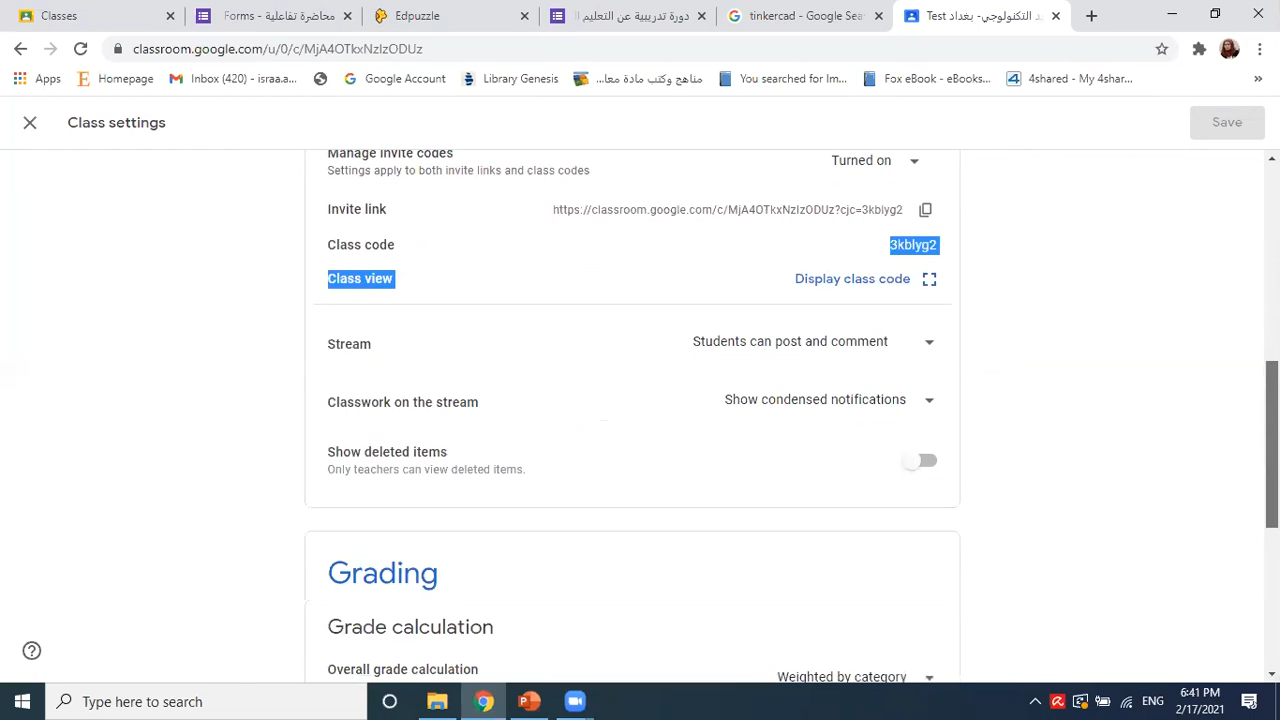 Classes
محاضرة تفاعلية - Forms
Edpuzzle
دورة تدريبية عن التعليم ال
tinkercad - Google Sea
د التكنولوجي- بغداد Test
classroom.google.com/u/0/c/MjA4OTkxNzIzODUz
Apps
Homepage
Inbox (420) - israa.a...
Google Account
Library Genesis
مناهج وكتب مادة معا...
You searched for Im...
Fox eBook - eBooks...
4shared - My 4shar...
»
Class settings
Save
Manage invite codes
Turned on
Settings apply to both invite links and class codes
Invite link
https://classroom.google.com/c/MjA4OTkxNzIzODUz?cjc=3kblyg2
Class code
3kblyg2
Class view
Display class code
Stream
Students can post and comment
Classwork on the stream
Show condensed notifications
Show deleted items
Only teachers can view deleted items.
Grading
Grade calculation
Overall grade calculation
Weighted by category
Type here to search
ENG
6:41 PM
2/17/2021